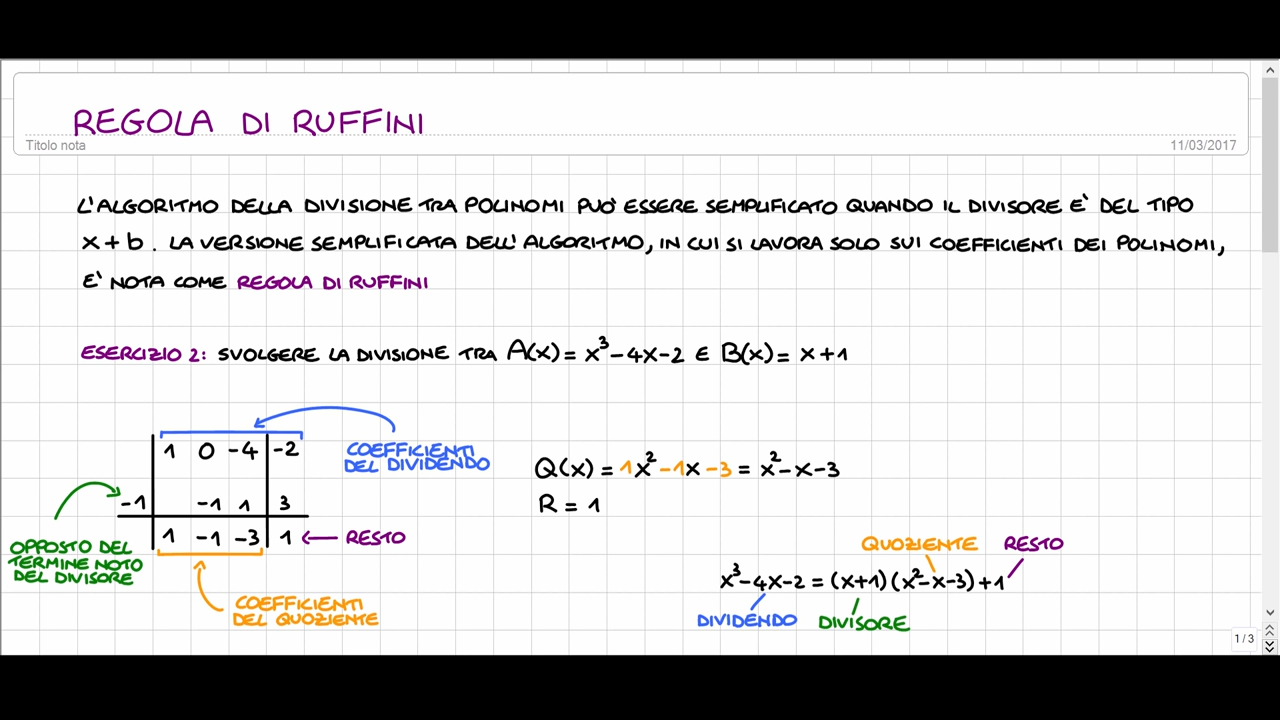 REGOLA DI RUFFINI
Titolo nota
11/03/2017
L'ALGORITMO DELLA DIVISIONE TRA POLINOMI PUÒ ESSERE SEMPLIFICATO QUANDO IL DIVISORE È DEL TIPO
x+b. LA VERSIONE SEMPLIFICATA DELL'ALGORITMO, IN CUI SI LAVORA SOLO SUI COEFFICIENTI DEI POLINOMI,
È NOTA COME REGOLA DI RUFFINI
ESERCIZIO 2: SVOLGERE LA DIVISIONE TRA A(x) = x³-4x-2 E B(x) = x+1
1 0 -4 -2
-1 -1 1 3
1 -1 -3 1 ← RESTO
COEFFICIENTI
DEL DIVIDENDO
OPPOSTO DEL
TERMINE NOTO
DEL DIVISORE
COEFFICIENTI
DEL QUOZIENTE
Q(x) = 1x²-1x-3 = x²-x-3
R = 1
QUOZIENTE RESTO
x³-4x-2 = (x+1)(x²-x-3)+1
DIVIDENDO DIVISORE
1 / 3